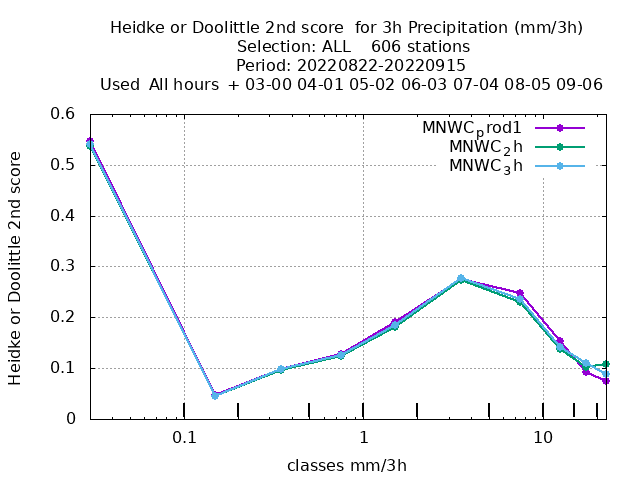 Heidke or Doolittle 2nd score  for 3h Precipitation (mm/3h)
Selection: ALL    606 stations
Period: 20220822-20220915
Used  All hours  + 03-00 04-01 05-02 06-03 07-04 08-05 09-06
MNWCprod1
MNWC2h
MNWC3h
0.6
0.5
0.4
0.3
0.2
0.1
0
Heidke or Doolittle 2nd score
0.1 1 10
classes mm/3h